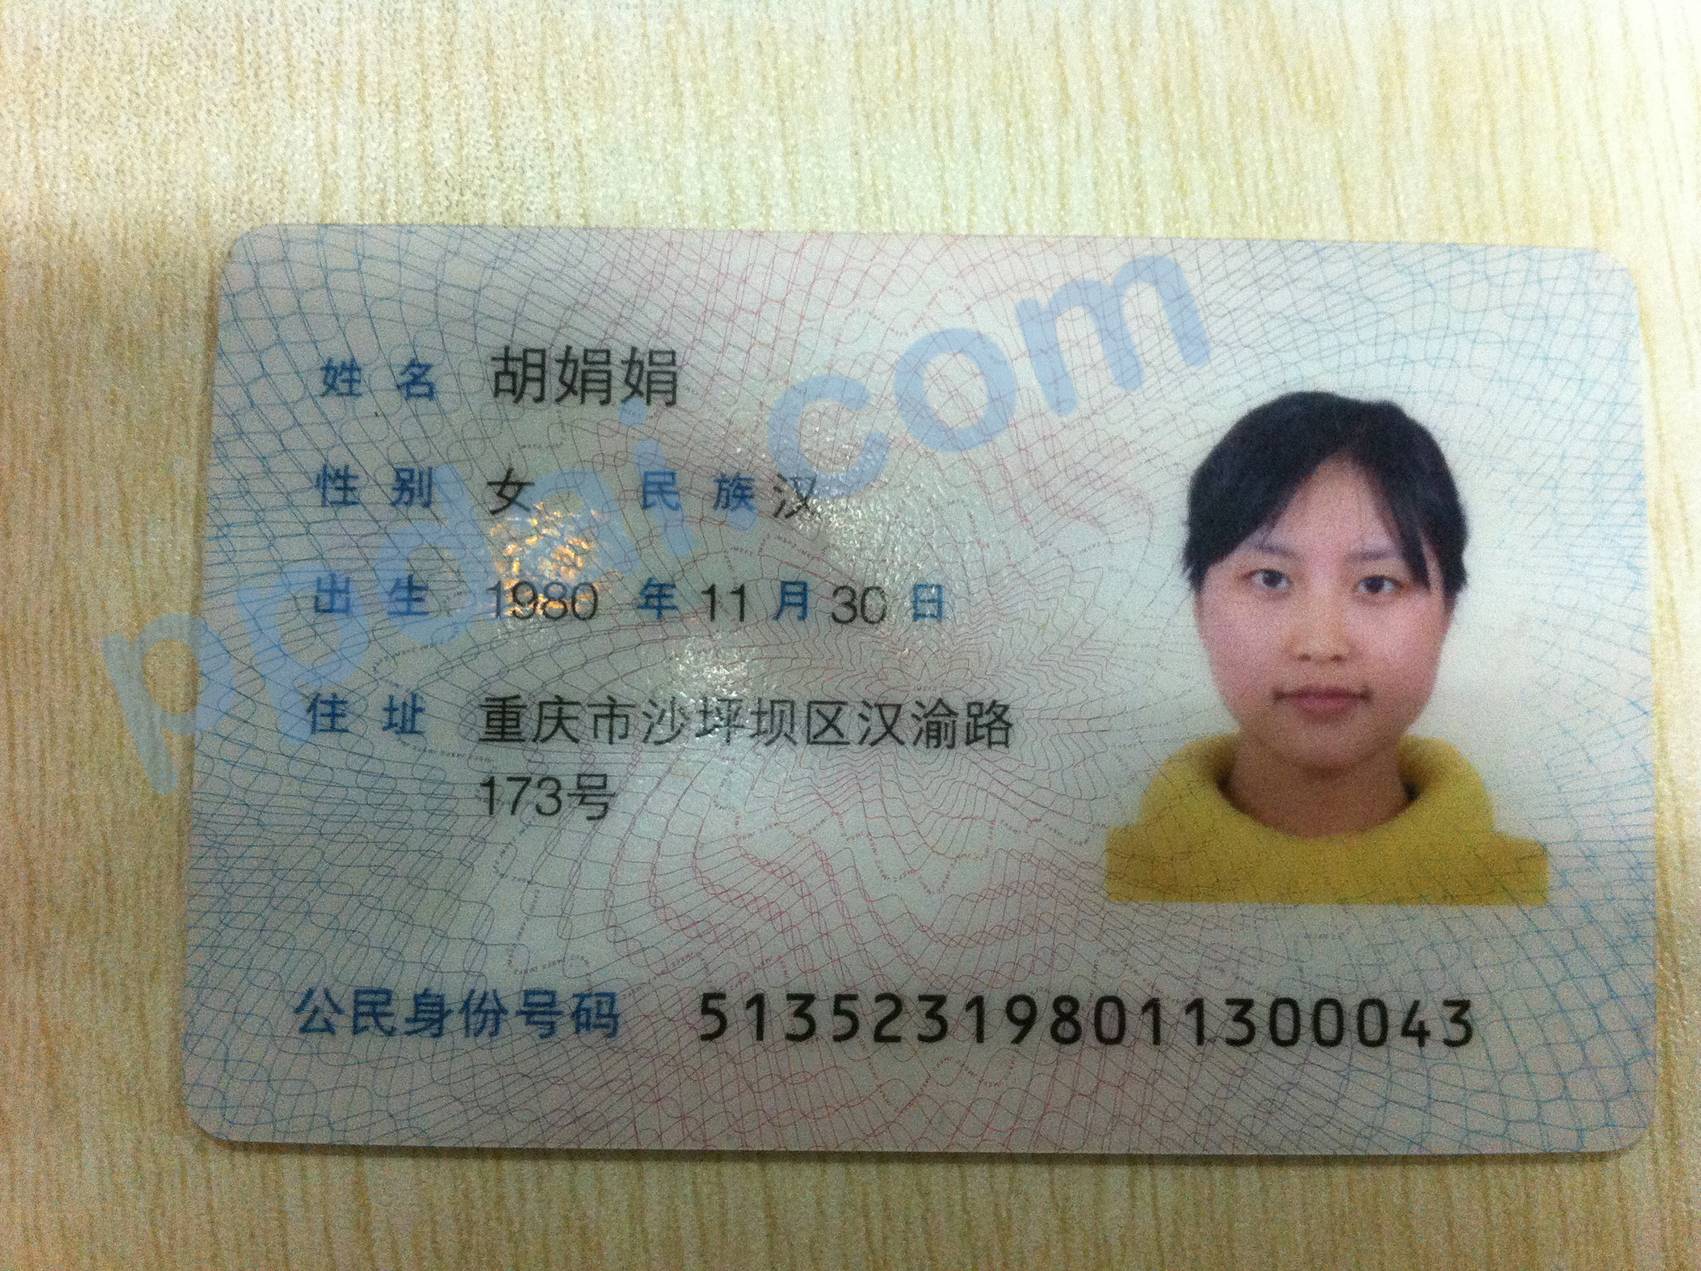 姓名 胡娟娟
性别 女 民族 汉
出生 1980 年 11 月 30 日
住址 重庆市沙坪坝区汉渝路
173号
公民身份号码 513523198011300043
ppdai.com